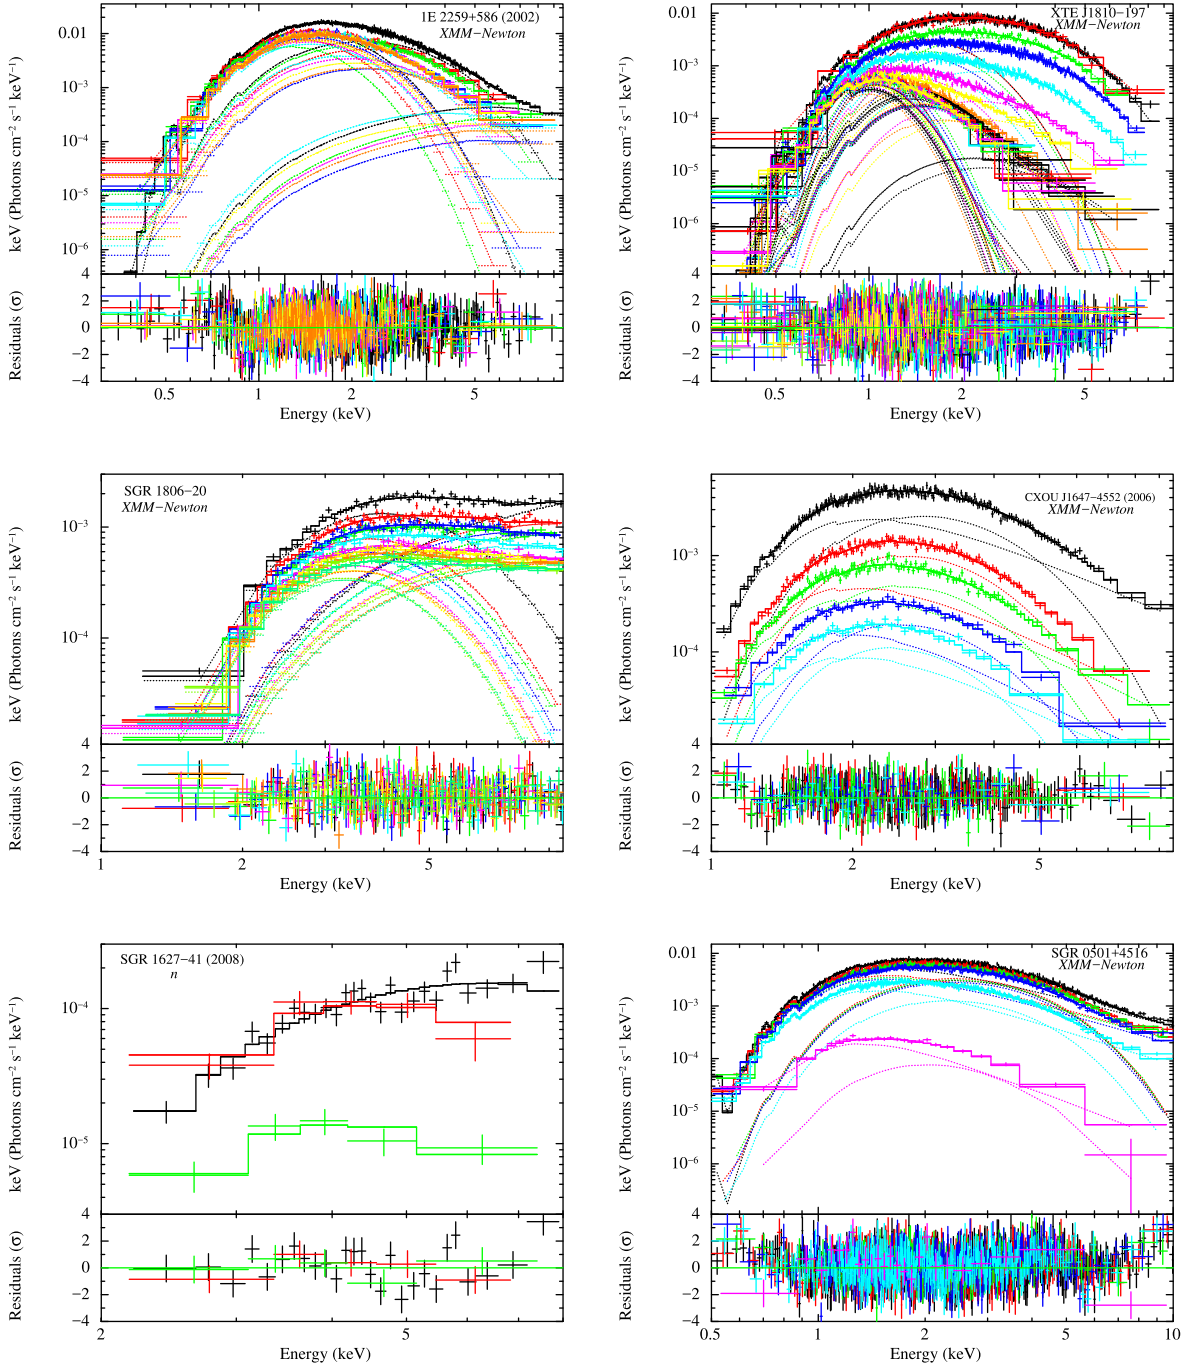 1E 2259+586 (2002)
XMM−Newton
keV (Photons cm−2 s−1 keV−1)
0.01
10−3
10−4
10−5
10−6
4
Residuals (σ)
2
0
−2
−4
0.5
1
2
5
Energy (keV)
XTE J1810−197
XMM−Newton
keV (Photons cm−2 s−1 keV−1)
0.01
10−3
10−4
10−5
10−6
4
Residuals (σ)
2
0
−2
−4
0.5
1
2
5
Energy (keV)
SGR 1806−20
XMM−Newton
keV (Photons cm−2 s−1 keV−1)
10−3
10−4
4
Residuals (σ)
2
0
−2
−4
1
2
5
Energy (keV)
CXOU J1647−4552 (2006)
XMM−Newton
keV (Photons cm−2 s−1 keV−1)
10−3
10−4
4
Residuals (σ)
2
0
−2
−4
1
2
5
Energy (keV)
SGR 1627−41 (2008)
n
keV (Photons cm−2 s−1 keV−1)
10−4
10−5
4
Residuals (σ)
2
0
−2
−4
2
5
Energy (keV)
SGR 0501+4516
XMM−Newton
keV (Photons cm−2 s−1 keV−1)
0.01
10−3
10−4
10−5
10−6
4
Residuals (σ)
2
0
−2
−4
0.5
1
2
5
10
Energy (keV)